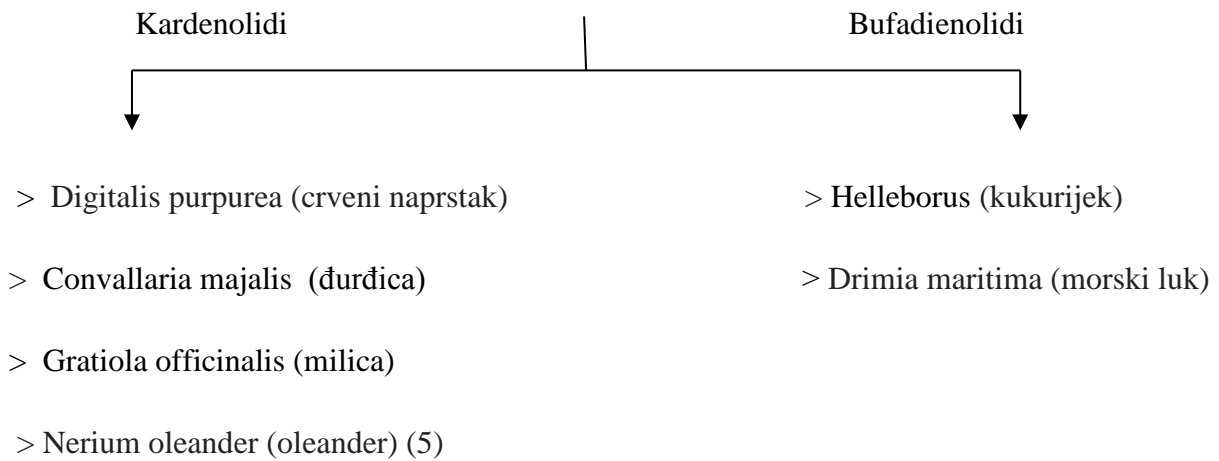 Kardenolidi Bufadienolidi
> Digitalis purpurea (crveni naprstak) > Helleborus (kukurijek)
> Convallaria majalis (đurđica) > Drimia maritima (morski luk)
> Gratiola officinalis (milica)
> Nerium oleander (oleander) (5)